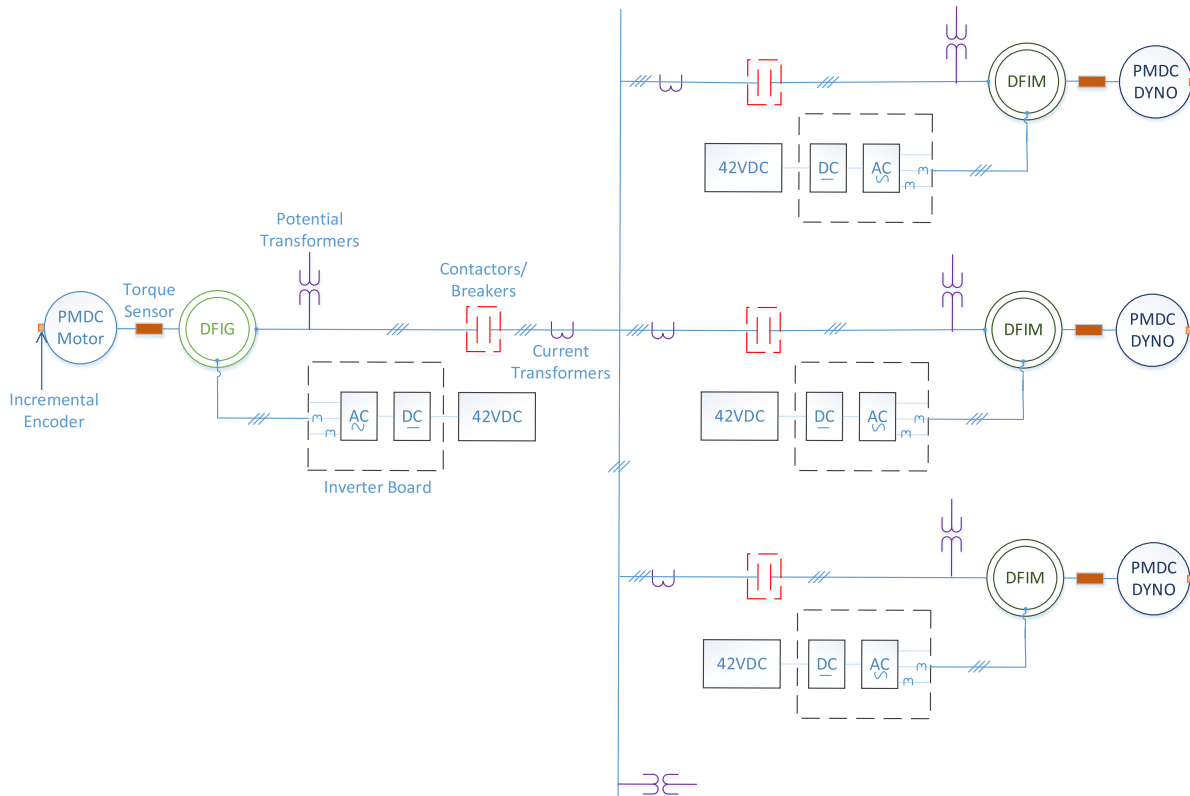 PMDC
DYNO
DFIM
42VDC
DC
AC
Potential
Transformers
Contactors/
Breakers
Torque
Sensor
PMDC
Motor
DFIG
Current
Transformers
Incremental
Encoder
AC
DC
42VDC
Inverter Board
DFIM
PMDC
DYNO
42VDC
DC
AC
DFIM
PMDC
DYNO
42VDC
DC
AC